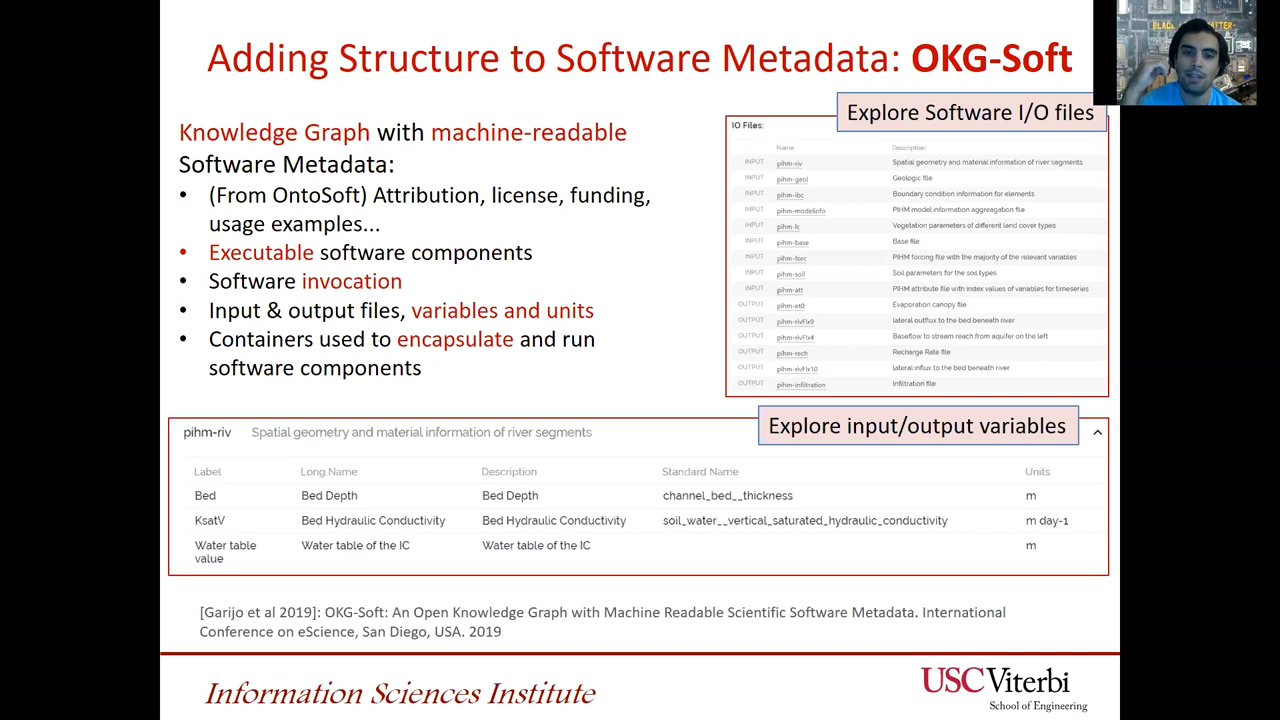 Adding Structure to Software Metadata: OKG-Soft
Knowledge Graph with machine-readable
Software Metadata:
• (From OntoSoft) Attribution, license, funding,
usage examples...
• Executable software components
• Software invocation
• Input & output files, variables and units
• Containers used to encapsulate and run
software components
Explore Software I/O files
IO Files:
Name Description
INPUT pihm-riv Spatial geometry and material information of river segments
INPUT pihm-geol Geologic file
INPUT pihm-ibc Boundary condition information for elements
INPUT pihm-modelinfo PIHM model information aggreagation file
INPUT pihm-lc Vegetation parameters of different land cover types
INPUT pihm-base Base file
INPUT pihm-forc PIHM forcing file with the majority of the relevant variables
INPUT pihm-soil Soil parameters for the soil types
INPUT pihm-att PIHM attribute file with index values of variables for timeseries
OUTPUT pihm-et0 Evaporation canopy file
OUTPUT pihm-rivFlx9 lateral outflux to the bed beneath river
OUTPUT pihm-rivFlx4 Baseflow to stream reach from aquifer on the left
OUTPUT pihm-rech Recharge Rate file
OUTPUT pihm-rivFlx10 lateral influx to the bed beneath river
OUTPUT pihm-infiltration Infiltration file
Explore input/output variables
pihm-riv Spatial geometry and material information of river segments
Label Long Name Description Standard Name Units
Bed Bed Depth Bed Depth channel_bed__thickness m
KsatV Bed Hydraulic Conductivity Bed Hydraulic Conductivity soil_water__vertical_saturated_hydraulic_conductivity m day-1
Water table Water table of the IC Water table of the IC m
value
[Garijo et al 2019]: OKG-Soft: An Open Knowledge Graph with Machine Readable Scientific Software Metadata. International
Conference on eScience, San Diego, USA. 2019
Information Sciences Institute
USC Viterbi
School of Engineering